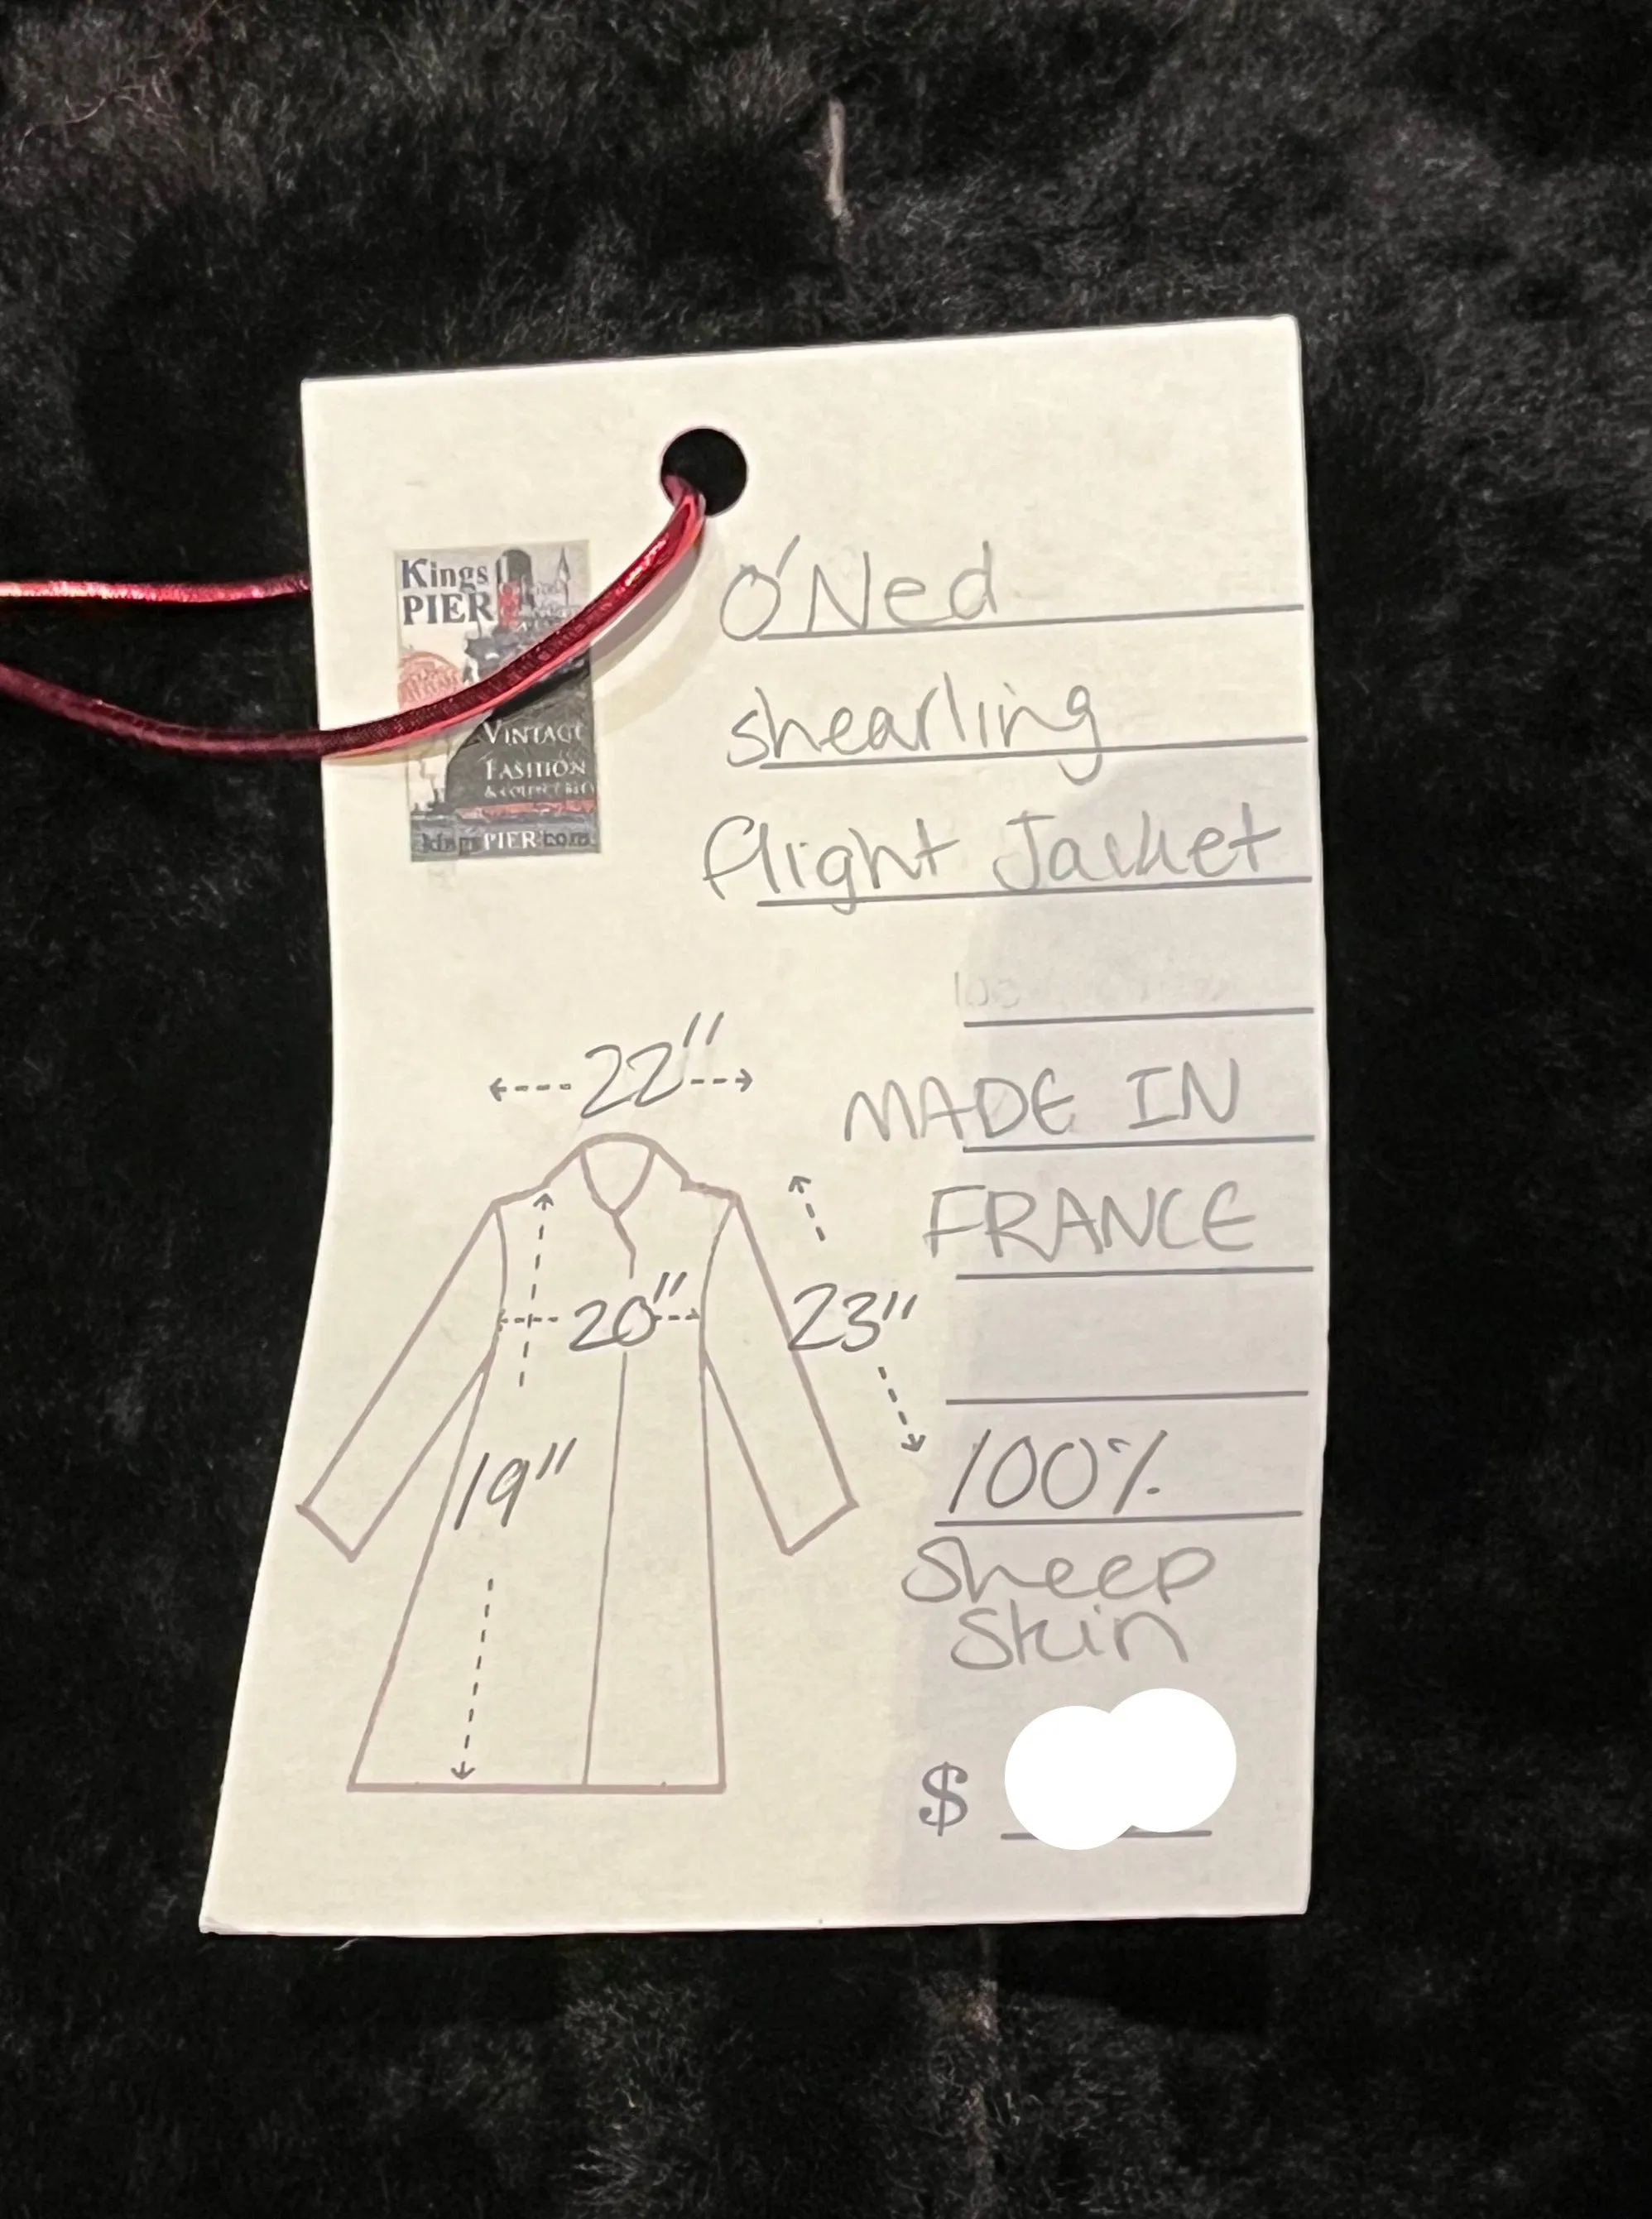 Kings
PIER
VINTAGE
FASHION
PIER
O'Ned
shearling
flight Jacket
MADE IN
FRANCE
22"
20"
23"
19"
100%
Sheep
skin
$